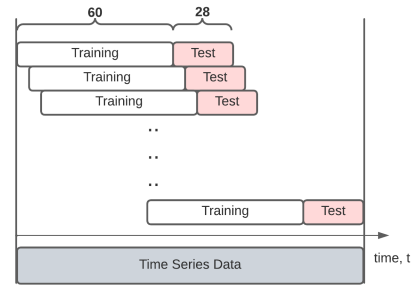 60 28
Training Test
Training Test
Training Test
..
..
..
Training Test
time, t
Time Series Data